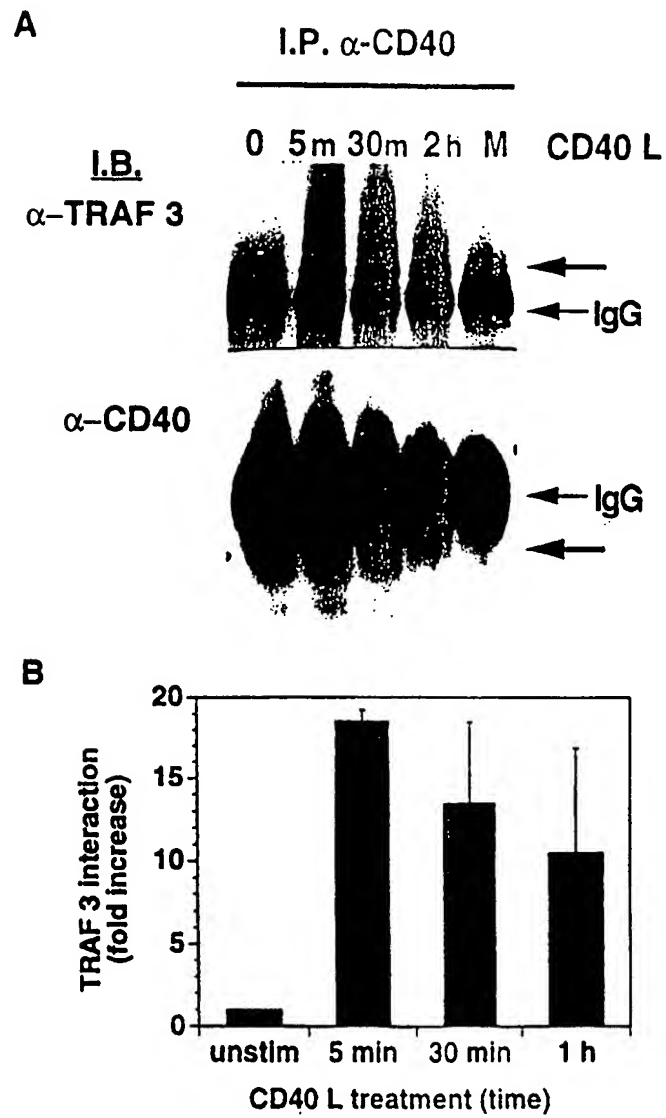 A
I.P. α-CD40
0 5m 30m 2h M CD40 L
I.B.
α-TRAF 3
IgG
α-CD40
IgG
B
TRAF 3 interaction
(fold increase)
20
15
10
5
0
unstim 5 min 30 min 1 h
CD40 L treatment (time)